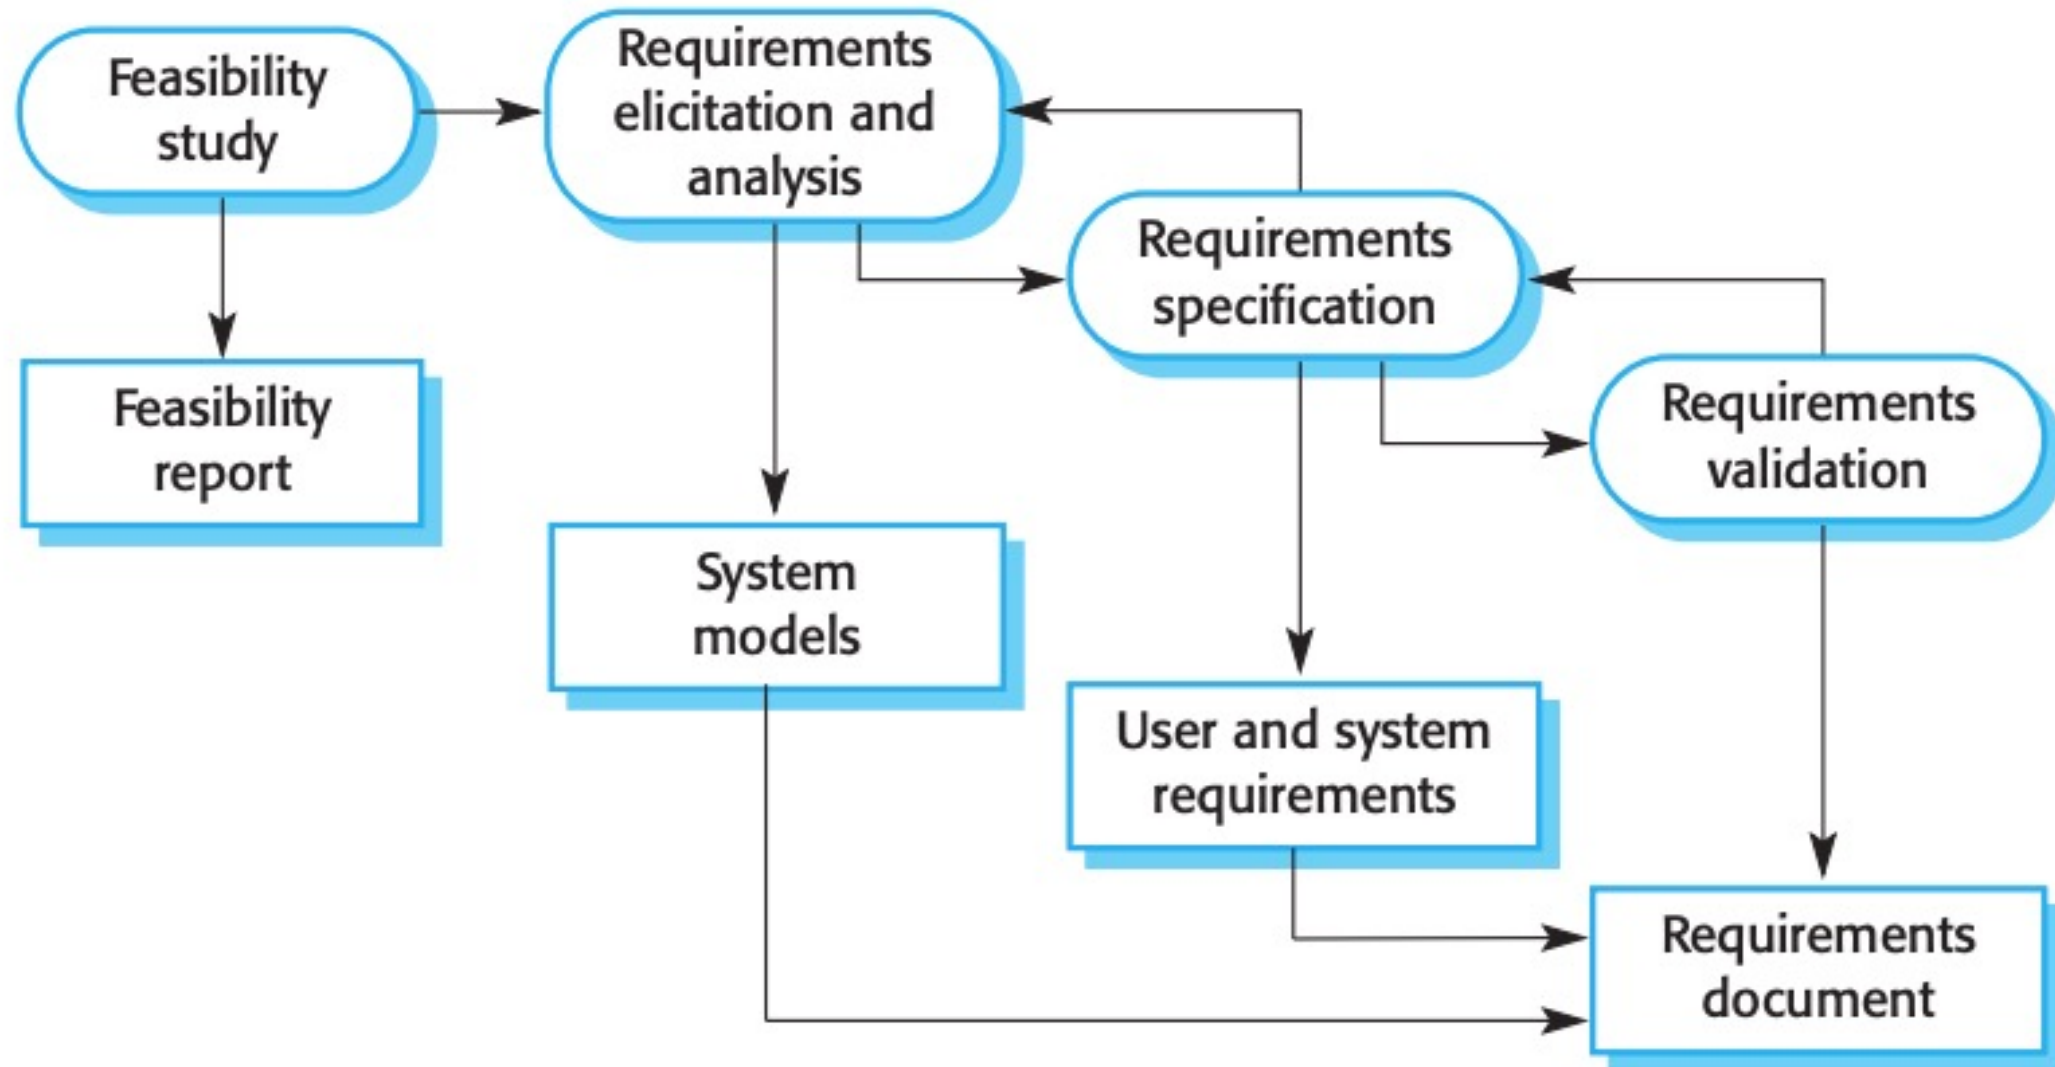 Feasibility
study
Requirements
elicitation and
analysis
Requirements
specification
Requirements
validation
Feasibility
report
System
models
User and system
requirements
Requirements
document